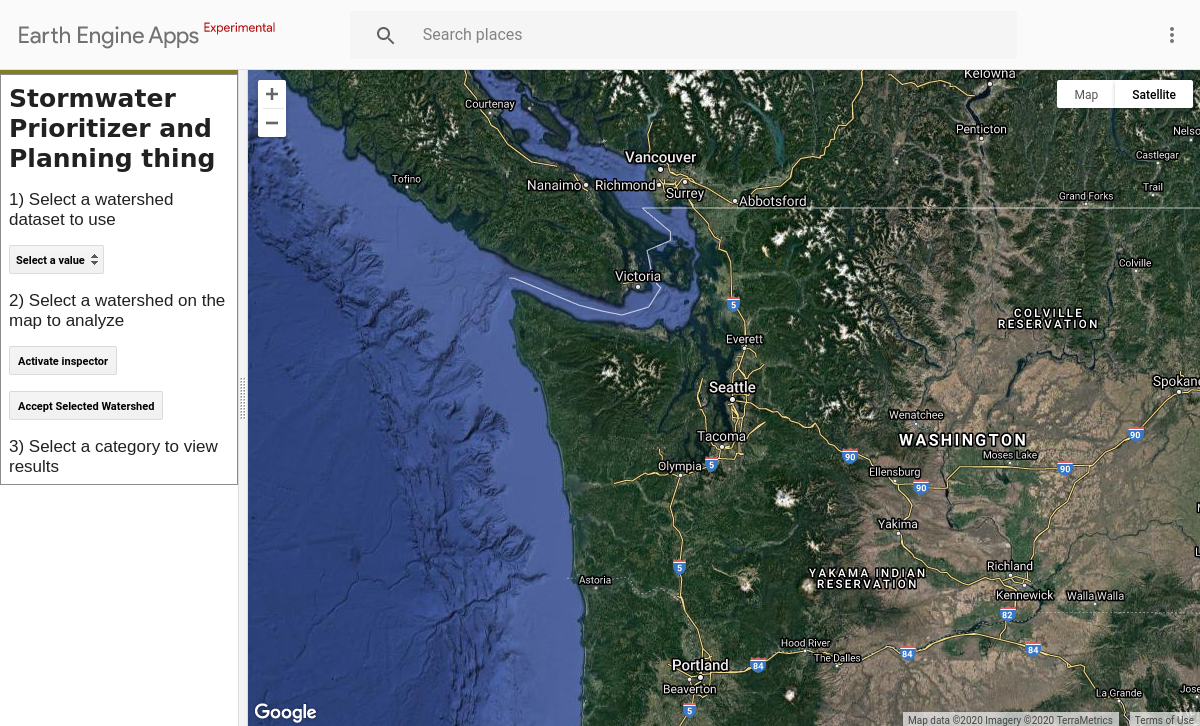 Earth Engine Apps Experimental
Search places
Stormwater
Prioritizer and
Planning thing
1) Select a watershed
dataset to use
Select a value
2) Select a watershed on the
map to analyze
Activate inspector
Accept Selected Watershed
3) Select a category to view
results
+
−
Map
Satellite
Kelowna
Courtenay
Penticton
Nelso
Vancouver
Castlegar
Tofino
Nanaimo
Richmond
Surrey
Trail
Grand Forks
Abbotsford
Victoria
Colville
5
COLVILLE
RESERVATION
Everett
Seattle
Spokan
Wenatchee
Tacoma
WASHINGTON
90
90
Moses Lake
Olympia
5
90
Ellensburg
90
Yakima
5
Astoria
YAKAMA INDIAN
RESERVATION
Richland
Kennewick
Walla Walla
82
Hood River
84
84
The Dalles
Portland
84
Beaverton
La Grande
Jose
5
Google
Map data ©2020 Imagery ©2020 TerraMetrics
Terms of Use